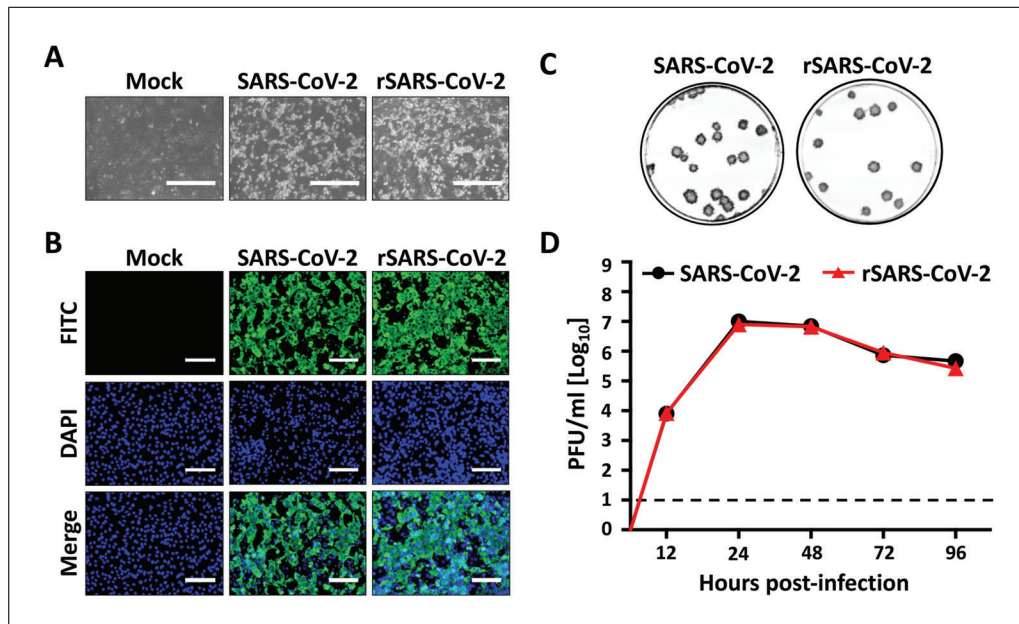 A
Mock SARS-CoV-2 rSARS-CoV-2
B
Mock SARS-CoV-2 rSARS-CoV-2
FITC
DAPI
Merge
C
SARS-CoV-2 rSARS-CoV-2
D
SARS-CoV-2 rSARS-CoV-2
PFU/ml [Log10]
9
8
7
6
5
4
3
2
1
0
12 24 48 72 96
Hours post-infection